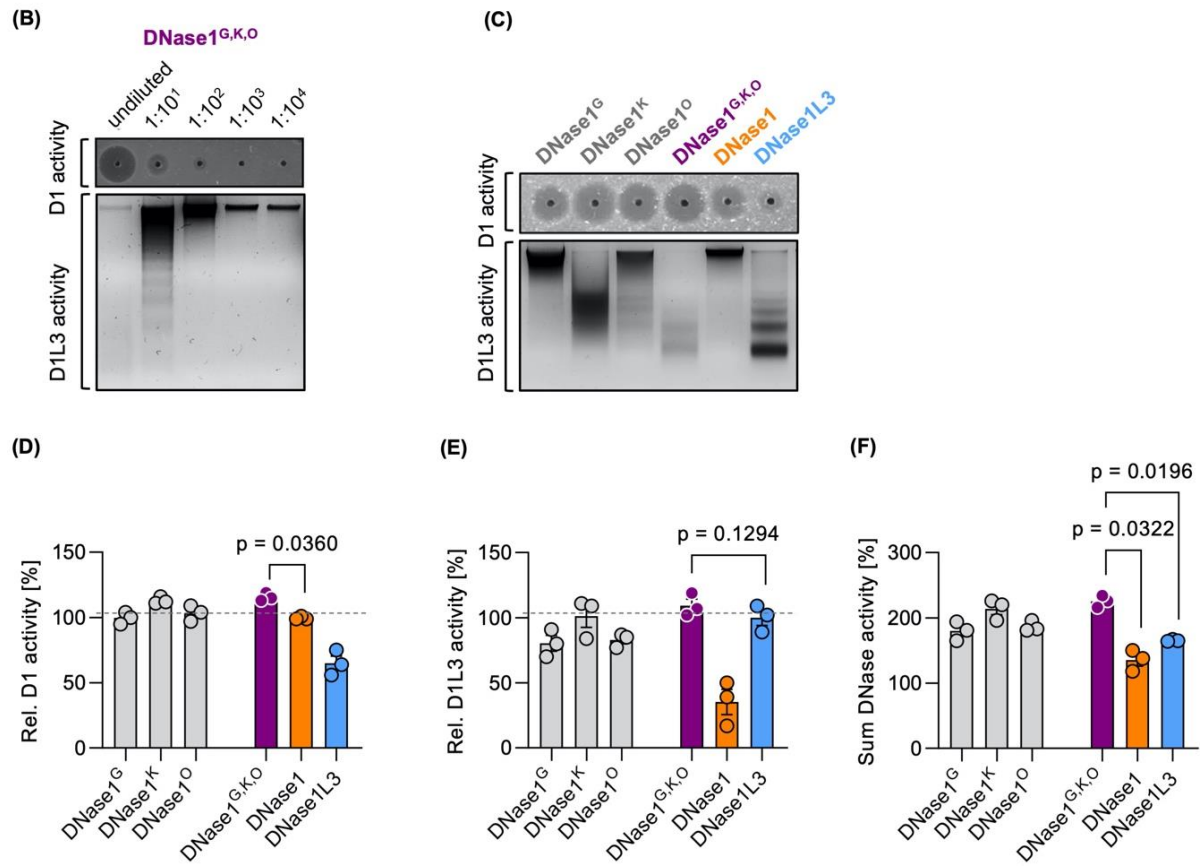 (B)
DNase1G,K,O
undiluted
1:10¹
1:10²
1:10³
1:10⁴
D1 activity
D1L3 activity
(C)
DNase1G
DNase1K
DNase1O
DNase1G,K,O
DNase1
DNase1L3
D1 activity
D1L3 activity
(D)
p = 0.0360
Rel. D1 activity [%]
150
100
50
0
DNase1G
DNase1K
DNase1O
DNase1G,K,O
DNase1
DNase1L3
(E)
p = 0.1294
Rel. D1L3 activity [%]
150
100
50
0
DNase1G
DNase1K
DNase1O
DNase1G,K,O
DNase1
DNase1L3
(F)
p = 0.0196
p = 0.0322
Sum DNase activity [%]
300
200
100
0
DNase1G
DNase1K
DNase1O
DNase1G,K,O
DNase1
DNase1L3